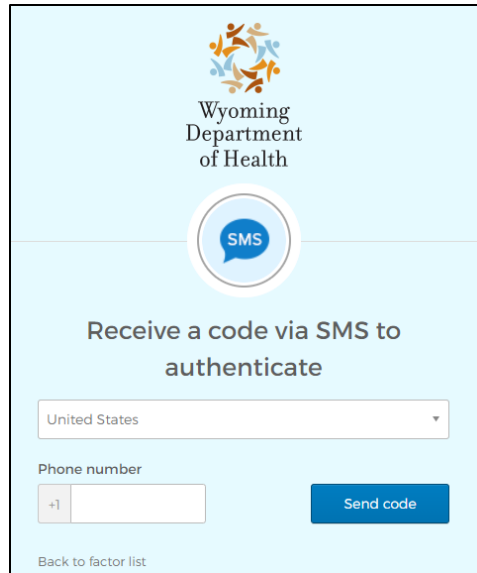 Wyoming
Department
of Health
SMS
Receive a code via SMS to
authenticate
United States
Phone number
+1
Send code
Back to factor list